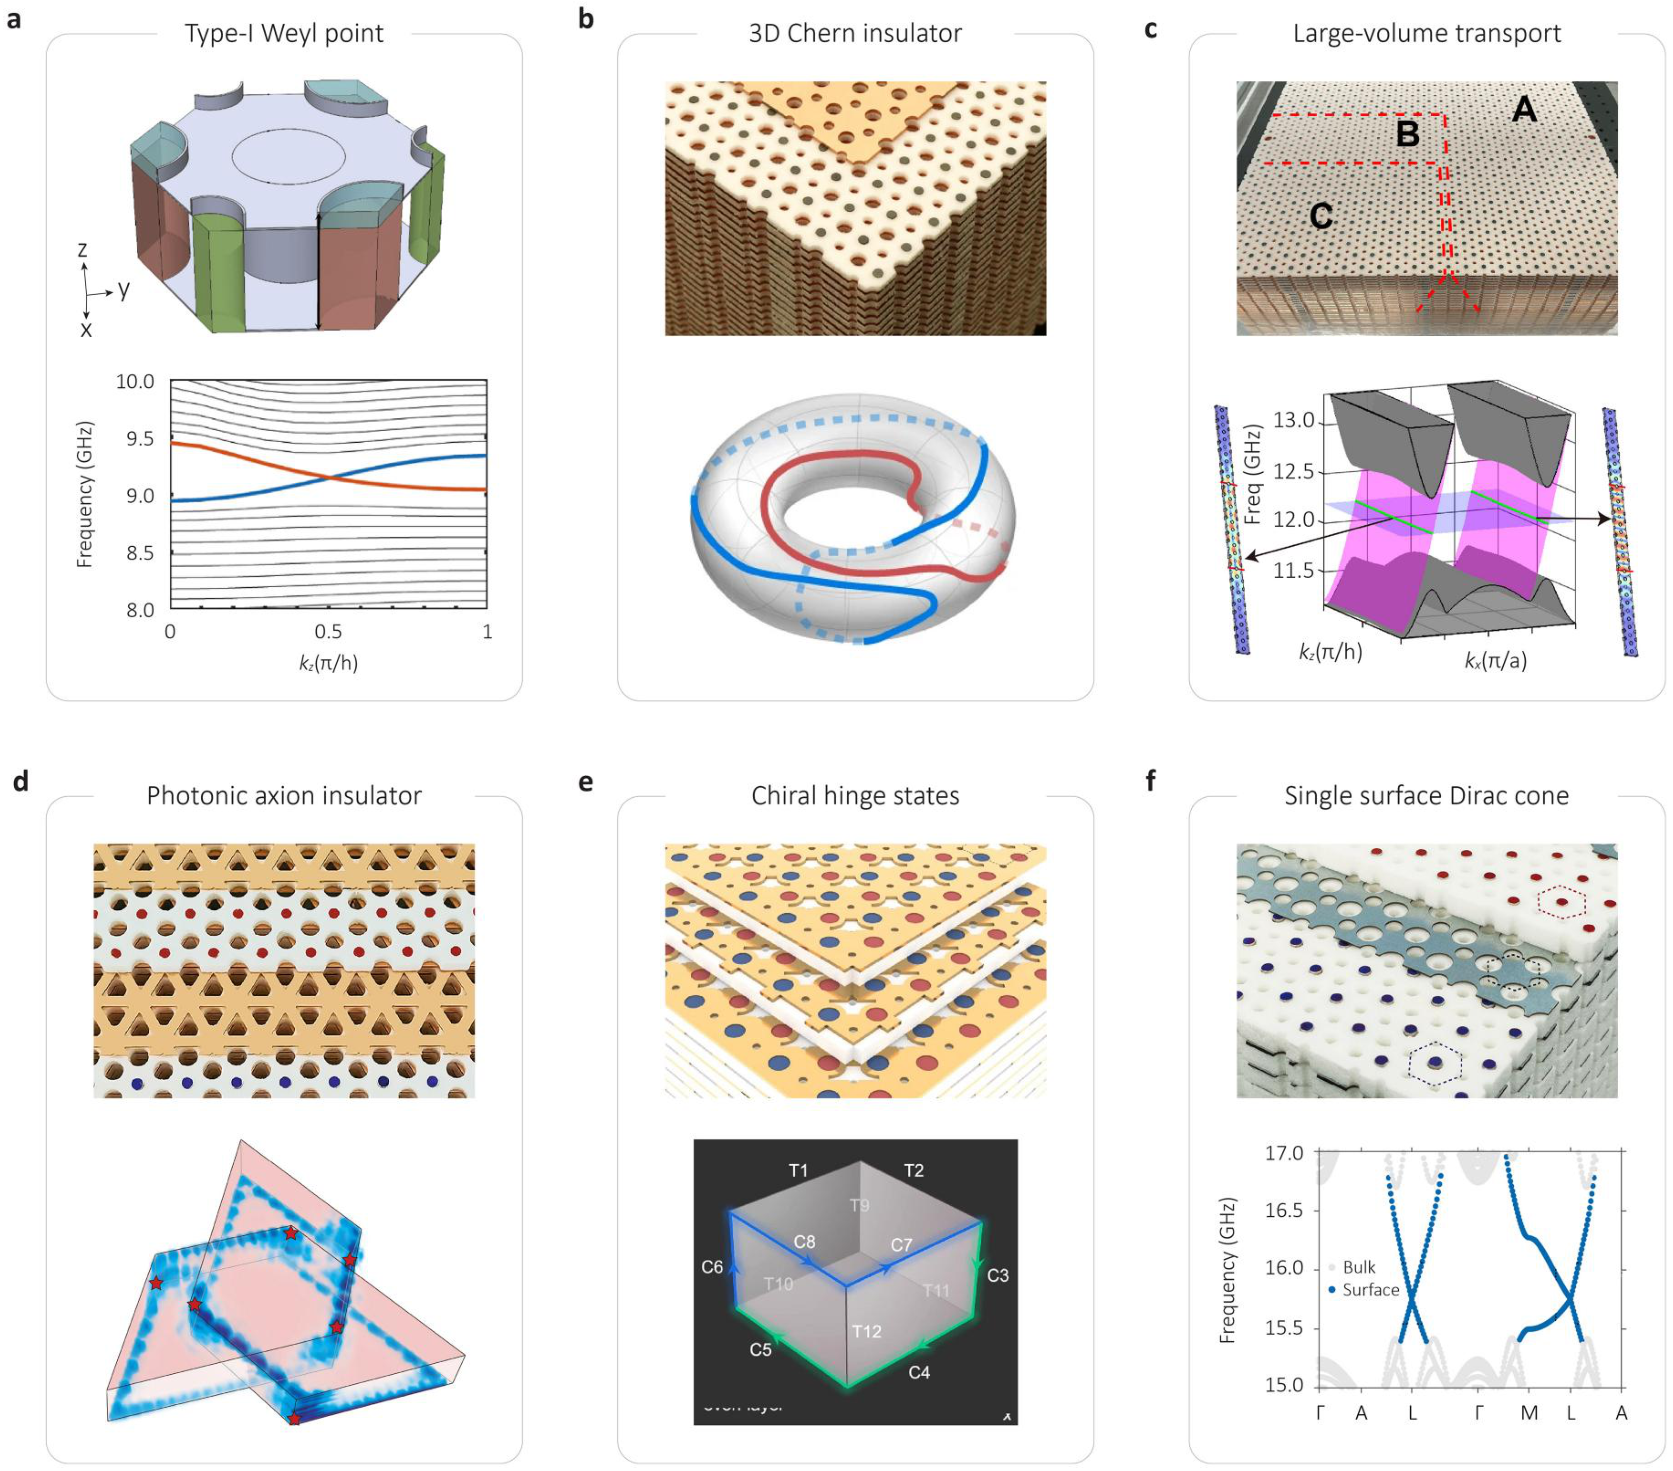 a
Type-I Weyl point
z
y
x
10.0
9.5
9.0
8.5
8.0
Frequency (GHz)
0
0.5
1
kz(π/h)
b
3D Chern insulator
c
Large-volume transport
A
B
C
13.0
12.5
12.0
11.5
Freq (GHz)
kz(π/h)
kx(π/a)
d
Photonic axion insulator
e
Chiral hinge states
T1
T2
T9
C8
C7
C6
T10
T11
C3
T12
C5
C4
x
f
Single surface Dirac cone
17.0
16.5
16.0
15.5
15.0
Frequency (GHz)
Bulk
Surface
Γ A L Γ M L A